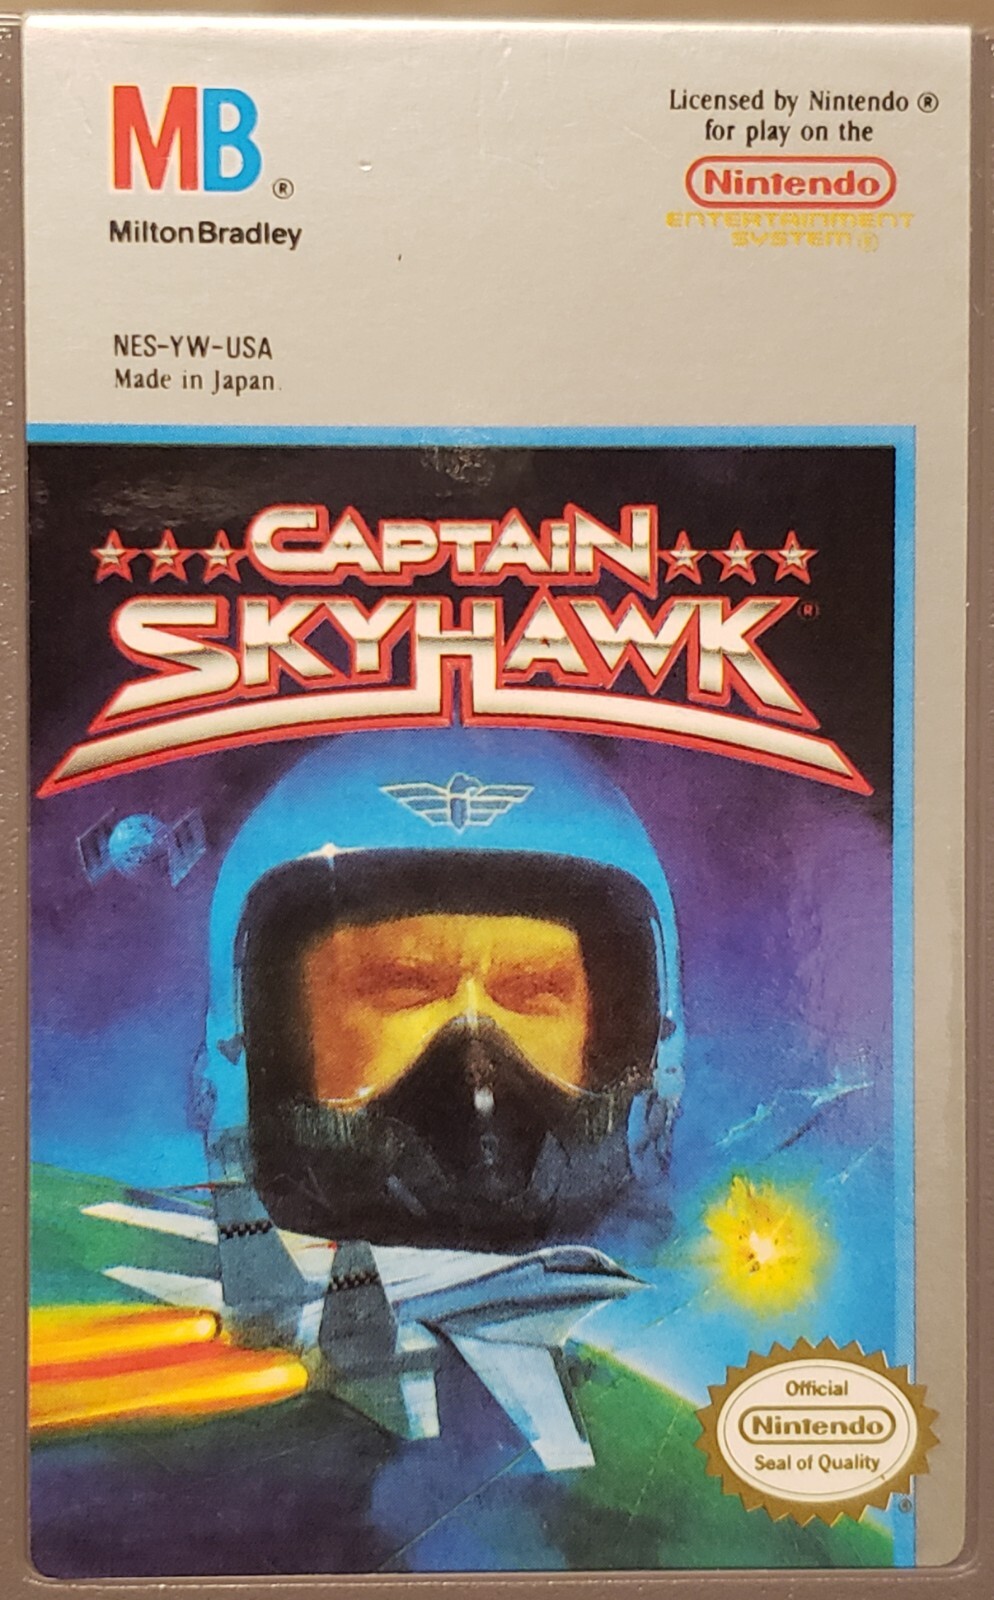 MB®
Milton Bradley
Licensed by Nintendo ®
for play on the
Nintendo
ENTERTAINMENT
SYSTEM®
NES-YW-USA
Made in Japan.
CAPTAIN
SKYHAWK®
Official
Nintendo
Seal of Quality
®